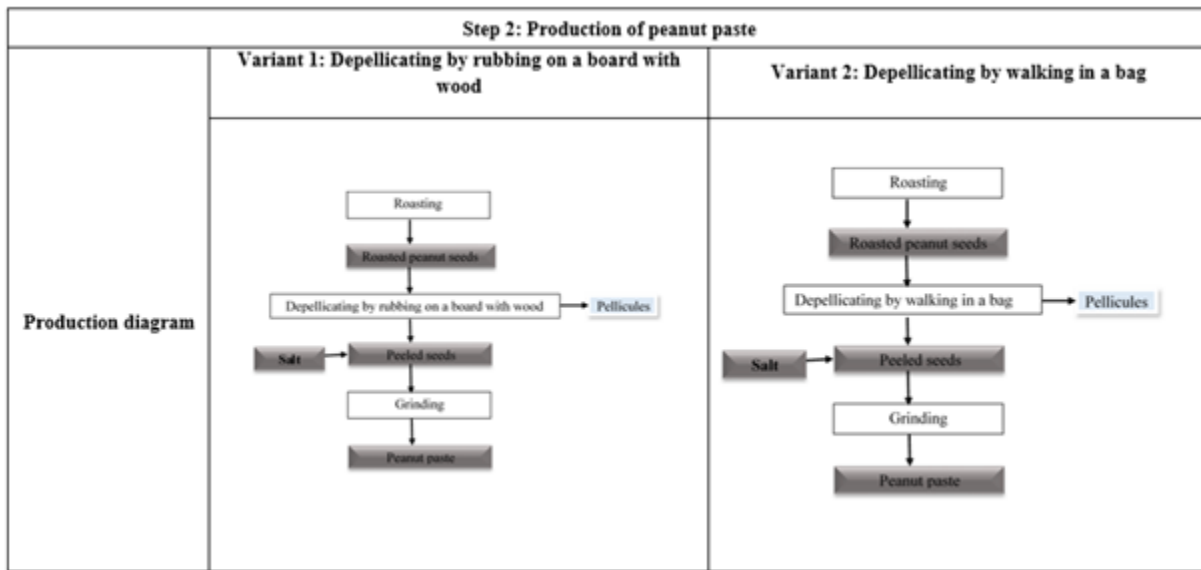 Step 2: Production of peanut paste
Variant 1: Depellicating by rubbing on a board with
wood
Variant 2: Depellicating by walking in a bag
Production diagram
Roasting
Roasted peanut seeds
Depellicating by rubbing on a board with wood
Pellicules
Salt
Peeled seeds
Grinding
Peanut paste
Roasting
Roasted peanut seeds
Depellicating by walking in a bag
Pellicules
Salt
Peeled seeds
Grinding
Peanut paste